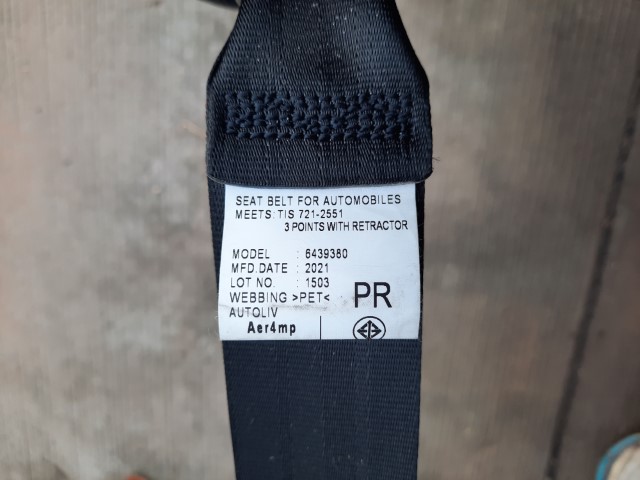 SEAT BELT FOR AUTOMOBILES
MEETS: TIS 721-2551
3 POINTS WITH RETRACTOR
MODEL : 6439380
MFD.DATE : 2021
LOT NO. : 1503
WEBBING >PET< PR
AUTOLIV
Aer4mp